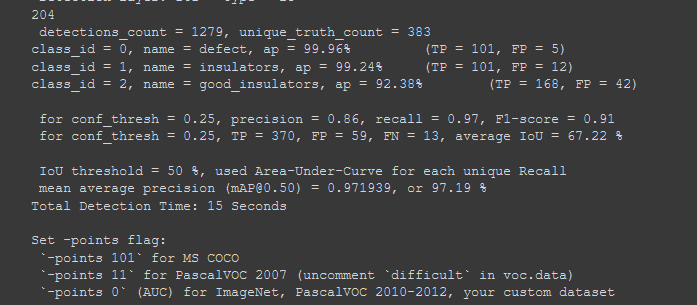 204
detections_count = 1279, unique_truth_count = 383
class_id = 0, name = defect, ap = 99.96% (TP = 101, FP = 5)
class_id = 1, name = insulators, ap = 99.24% (TP = 101, FP = 12)
class_id = 2, name = good_insulators, ap = 92.38% (TP = 168, FP = 42)
for conf_thresh = 0.25, precision = 0.86, recall = 0.97, F1-score = 0.91
for conf_thresh = 0.25, TP = 370, FP = 59, FN = 13, average IoU = 67.22 %
IoU threshold = 50 %, used Area-Under-Curve for each unique Recall
mean average precision (mAP@0.50) = 0.971939, or 97.19 %
Total Detection Time: 15 Seconds
Set -points flag:
`-points 101` for MS COCO
`-points 11` for PascalVOC 2007 (uncomment `difficult` in voc.data)
`-points 0` (AUC) for ImageNet, PascalVOC 2010-2012, your custom dataset